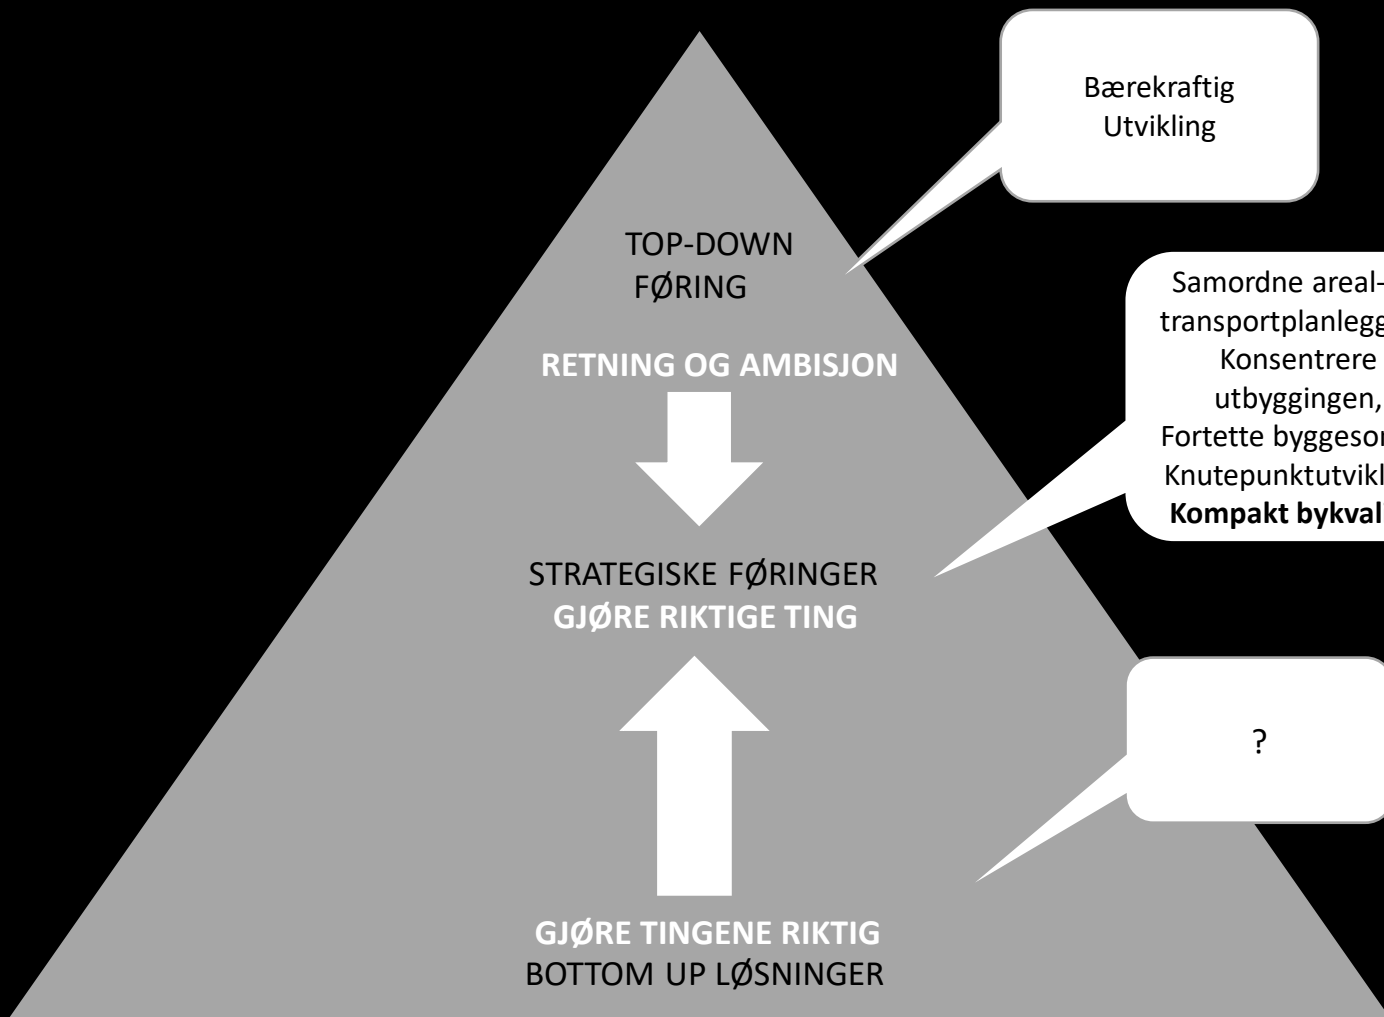 Bærekraftig
Utvikling
TOP-DOWN
FØRING
RETNING OG AMBISJON
Samordne areal-
transportplanlegg
Konsentrere
utbyggingen,
Fortette byggeso
Knutepunktutvikl
Kompakt bykval
STRATEGISKE FØRINGER
GJØRE RIKTIGE TING
?
GJØRE TINGENE RIKTIG
BOTTOM UP LØSNINGER